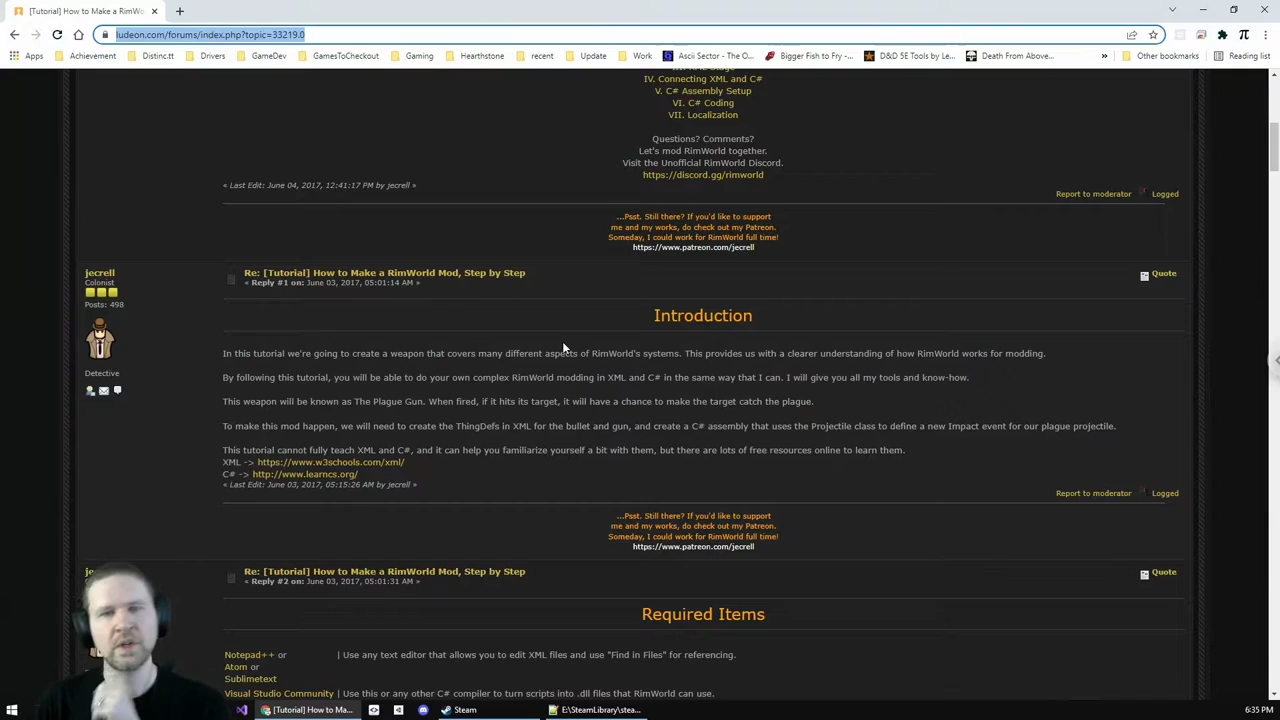 [Tutorial] How to Make a RimWo
ludeon.com/forums/index.php?topic=33219.0
Apps
Achievement
Work
Distinc.tt
GameDev
GamesToCheckout
Gaming
Hearthstone
recent
Update
Work
Ascii Sector - The O...
Bigger Fish to Fry -...
D&D 5E Tools by Le...
Death From Above...
»
Other bookmarks
Reading list
IV. Connecting XML and C#
V. C# Assembly Setup
VI. C# Coding
VII. Localization
Questions? Comments?
Let's mod RimWorld together.
Visit the Unofficial RimWorld Discord.
https://discord.gg/rimworld
« Last Edit: June 04, 2017, 12:41:17 PM by jecrell »
Report to moderator Logged
...Psst. Still there? If you'd like to support
me and my works, do check out my Patreon.
Someday, I could work for RimWorld full time!
https://www.patreon.com/jecrell
jecrell
Colonist
Posts: 498
Detective
Re: [Tutorial] How to Make a RimWorld Mod, Step by Step
« Reply #1 on: June 03, 2017, 05:01:14 AM »
Quote
Introduction
In this tutorial we're going to create a weapon that covers many different aspects of RimWorld's systems. This provides us with a clearer understanding of how RimWorld works for modding.
By following this tutorial, you will be able to do your own complex RimWorld modding in XML and C# in the same way that I can. I will give you all my tools and know-how.
This weapon will be known as The Plague Gun. When fired, if it hits its target, it will have a chance to make the target catch the plague.
To make this mod happen, we will need to create the ThingDefs in XML for the bullet and gun, and create a C# assembly that uses the Projectile class to define a new Impact event for our plague projectile.
This tutorial cannot fully teach XML and C#, and it can help you familiarize yourself a bit with them, but there are lots of free resources online to learn them.
XML -> https://www.w3schools.com/xml/
C# -> http://www.learncs.org/
« Last Edit: June 03, 2017, 05:15:26 AM by jecrell »
Report to moderator Logged
...Psst. Still there? If you'd like to support
me and my works, do check out my Patreon.
Someday, I could work for RimWorld full time!
https://www.patreon.com/jecrell
Re: [Tutorial] How to Make a RimWorld Mod, Step by Step
« Reply #2 on: June 03, 2017, 05:01:31 AM »
Quote
Required Items
Notepad++ or | Use any text editor that allows you to edit XML files and use "Find in Files" for referencing.
Atom or
Sublimetext
Visual Studio Community | Use this or any other C# compiler to turn scripts into .dll files that RimWorld can use.
[Tutorial] How to Ma...
Steam
E:\SteamLibrary\stea...
6:35 PM